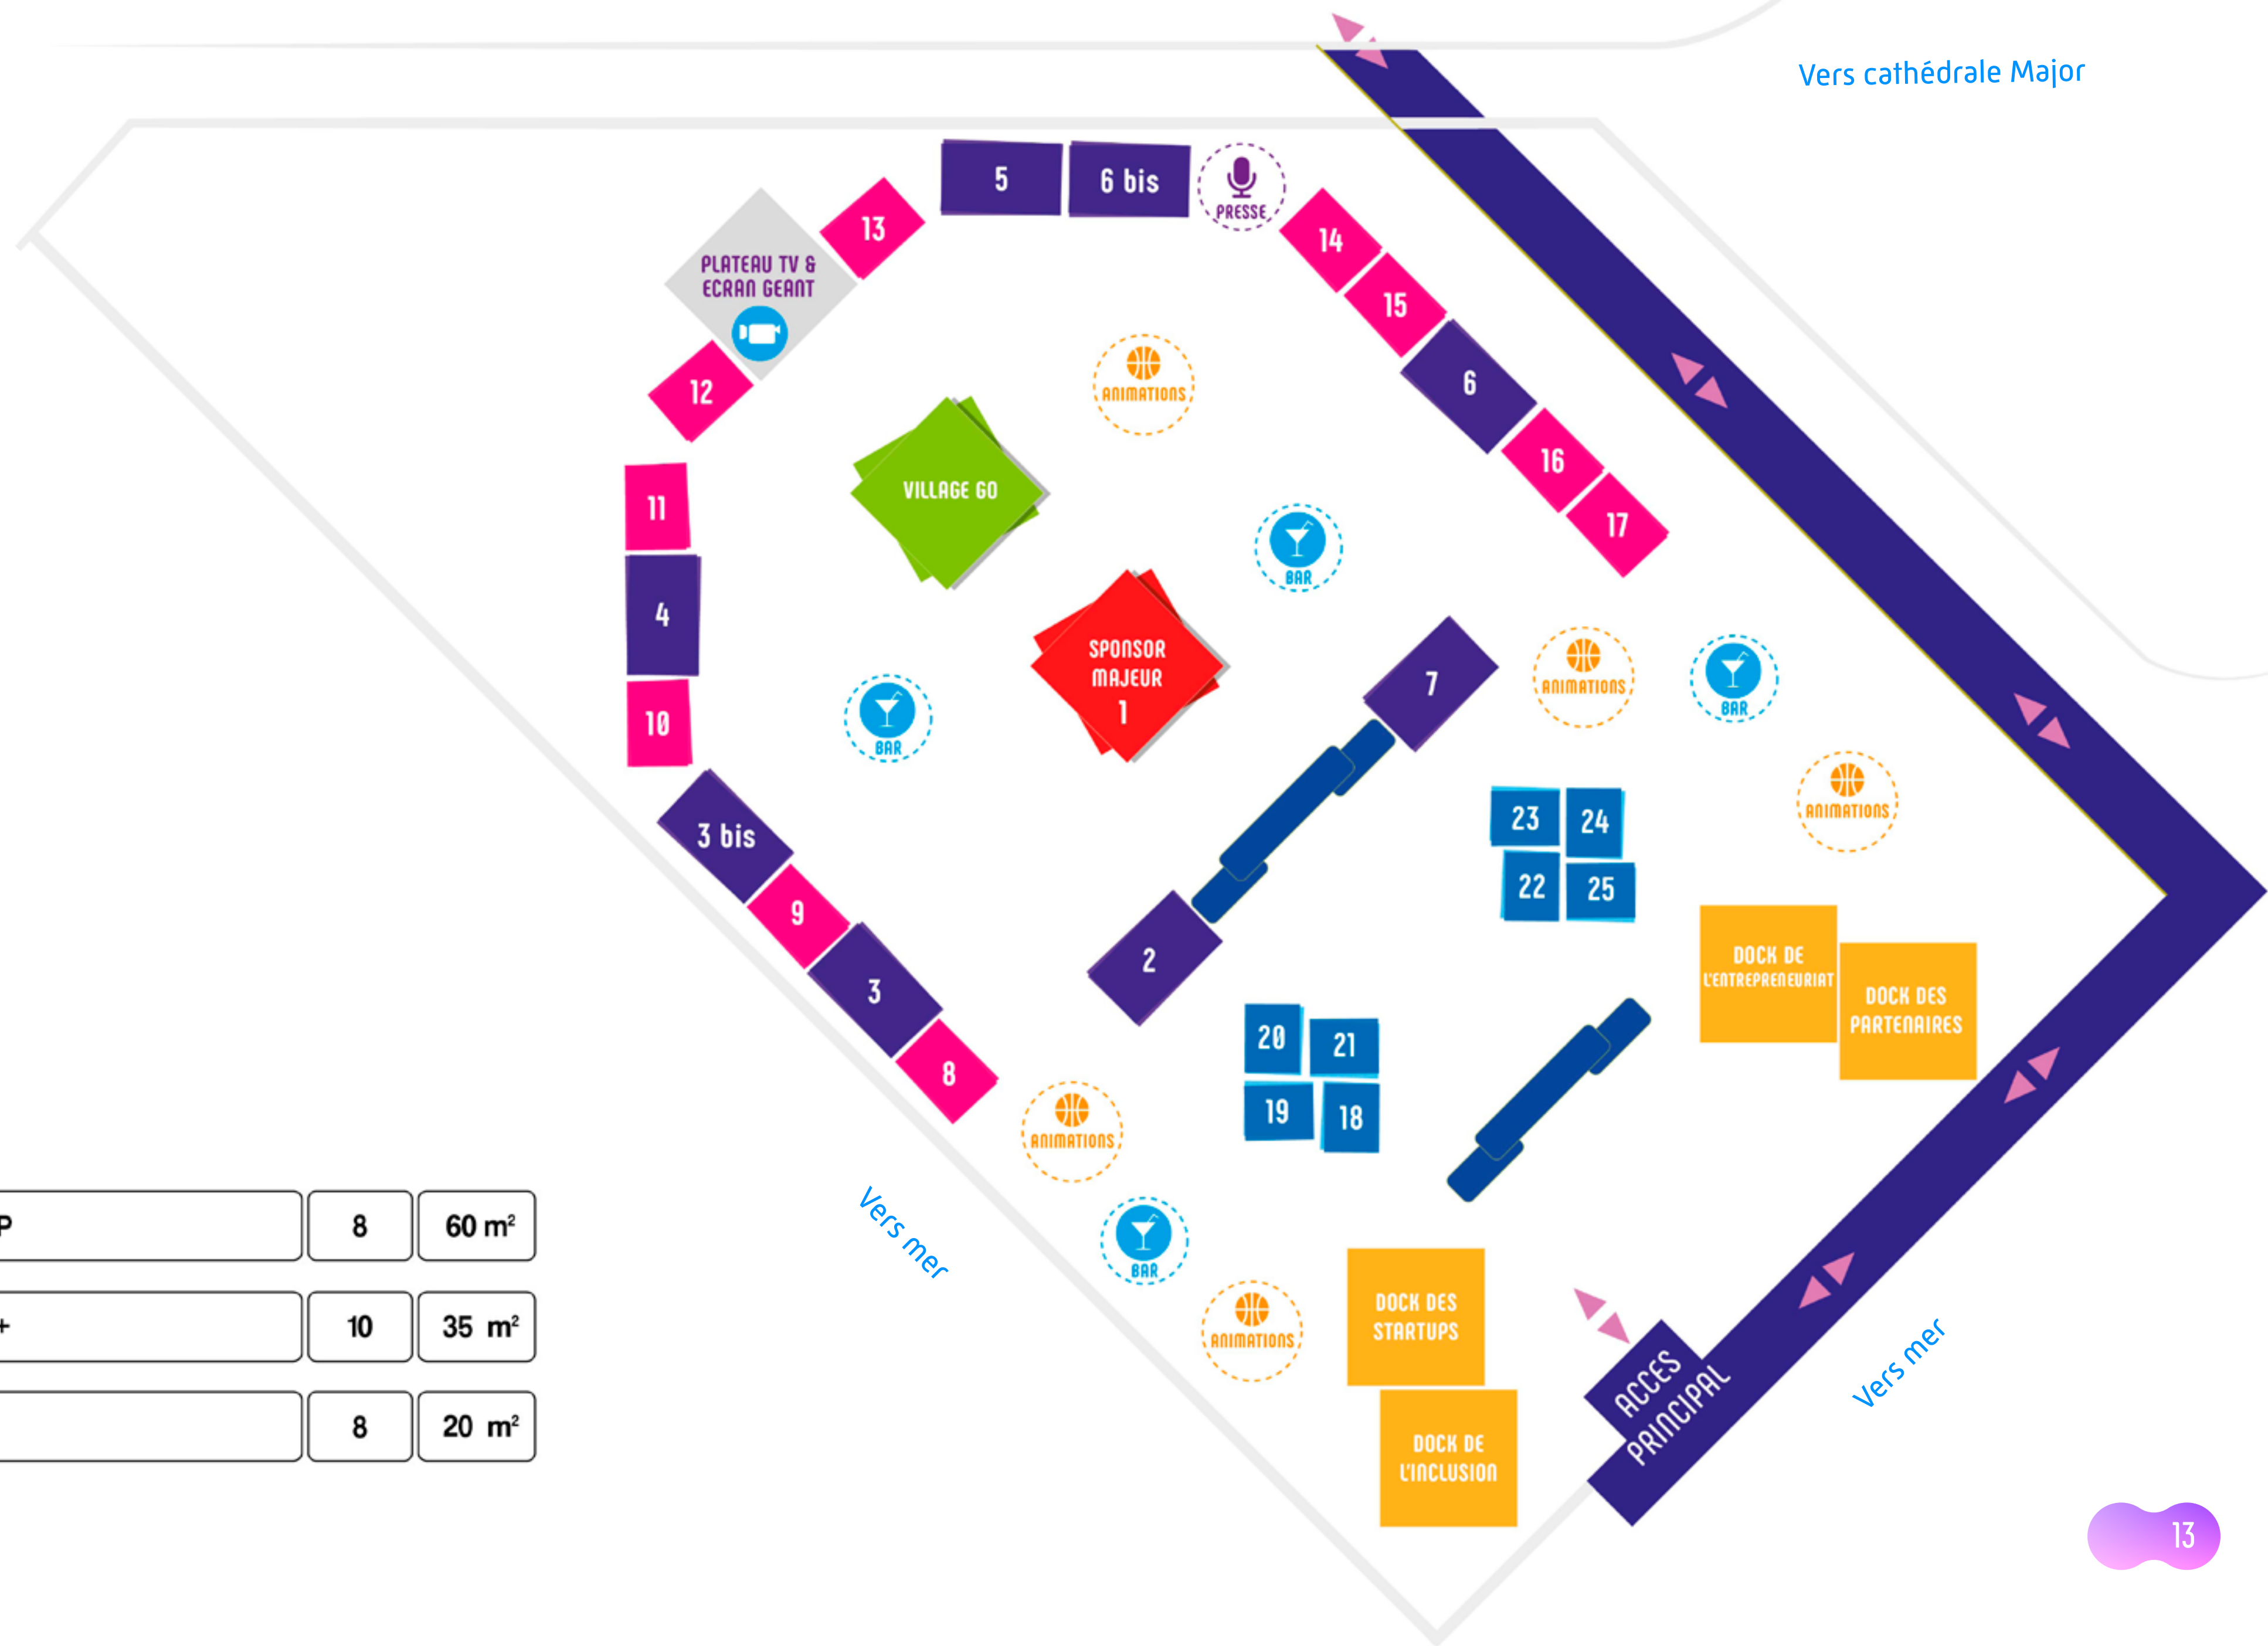 Vers cathédrale Major
5
6 bis
PRESSE
13
14
PLATEAU TV &
ECRAN GEANT
15
12
ANIMATIONS
6
16
VILLAGE GO
11
17
BAR
4
SPONSOR
MAJEUR
1
7
ANIMATIONS
BAR
10
BAR
3 bis
23
24
ANIMATIONS
22
25
9
2
3
DOCK DE
L'ENTREPRENEURIAT
DOCK DES
PARTENAIRES
20
21
8
19
18
ANIMATIONS
Vers mer
BAR
P
8
60 m²
+
10
35 m²
8
20 m²
ANIMATIONS
DOCK DES
STARTUPS
ACCES
PRINCIPAL
Vers mer
DOCK DE
L'INCLUSION
13